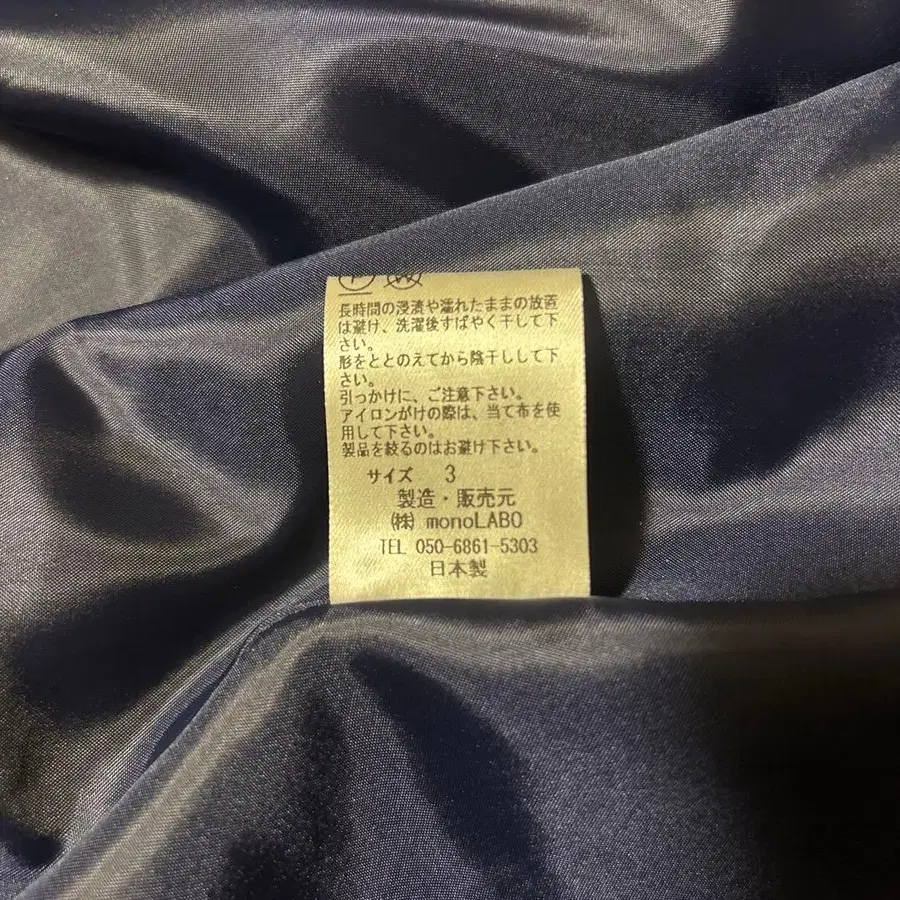 長時間の浸漬や濡れたままの放置
は避け、洗濯後すばやく干して下
さい。
形をととのえてから陰干しして下
さい。
引っかけに、ご注意下さい。
アイロンがけの際は、当て布を使
用して下さい。
製品を絞るのはお避け下さい。
サイズ 3
製造・販売元
㈱ monoLABO
TEL 050-6861-5303
日本製